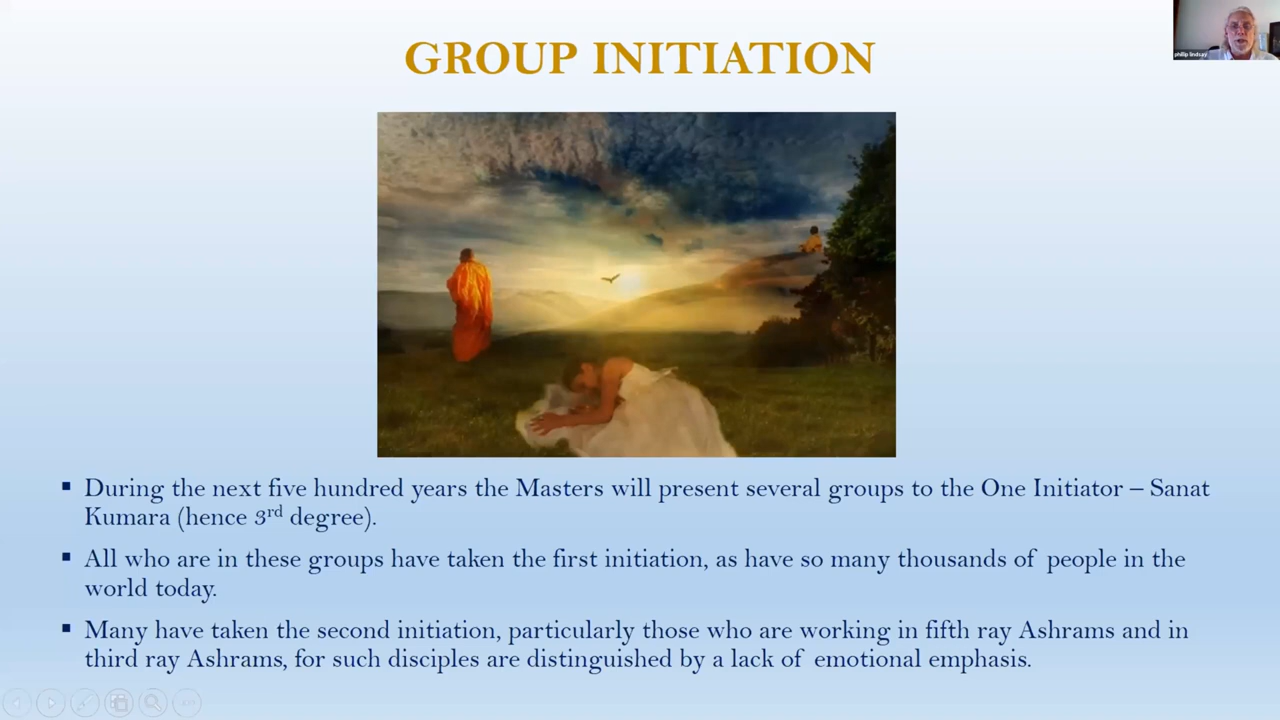 phillip lindsay
GROUP INITIATION
▪ During the next five hundred years the Masters will present several groups to the One Initiator – Sanat
Kumara (hence 3rd degree).
▪ All who are in these groups have taken the first initiation, as have so many thousands of people in the
world today.
▪ Many have taken the second initiation, particularly those who are working in fifth ray Ashrams and in
third ray Ashrams, for such disciples are distinguished by a lack of emotional emphasis.